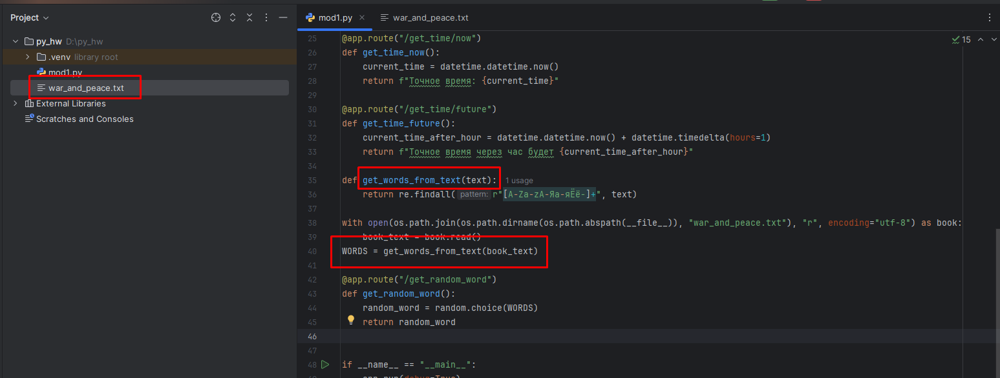 Project
py_hw D:\py_hw
.venv library root
mod1.py
war_and_peace.txt
External Libraries
Scratches and Consoles
mod1.py war_and_peace.txt
15
25 @app.route("/get_time/now")
26 def get_time_now():
27 current_time = datetime.datetime.now()
28 return f"Точное время: {current_time}"
29
30 @app.route("/get_time/future")
31 def get_time_future():
32 current_time_after_hour = datetime.datetime.now() + datetime.timedelta(hours=1)
33 return f"Точное время через час будет {current_time_after_hour}"
34
35 def get_words_from_text(text): 1 usage
36 return re.findall( pattern: r"[A-Za-zА-Яа-яЁё-]+", text)
37
38 with open(os.path.join(os.path.dirname(os.path.abspath(__file__)), "war_and_peace.txt"), "r", encoding="utf-8") as book:
39 book_text = book.read()
40 WORDS = get_words_from_text(book_text)
41
42 @app.route("/get_random_word")
43 def get_random_word():
44 random_word = random.choice(WORDS)
45 return random_word
46
47
48 if __name__ == "__main__":
app.run(debug=True)